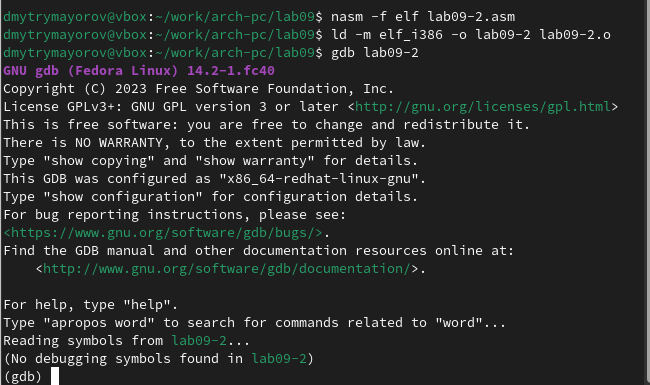 dmytrymayorov@vbox:~/work/arch-pc/lab09$ nasm -f elf lab09-2.asm
dmytrymayorov@vbox:~/work/arch-pc/lab09$ ld -m elf_i386 -o lab09-2 lab09-2.o
dmytrymayorov@vbox:~/work/arch-pc/lab09$ gdb lab09-2
GNU gdb (Fedora Linux) 14.2-1.fc40
Copyright (C) 2023 Free Software Foundation, Inc.
License GPLv3+: GNU GPL version 3 or later <http://gnu.org/licenses/gpl.html>
This is free software: you are free to change and redistribute it.
There is NO WARRANTY, to the extent permitted by law.
Type "show copying" and "show warranty" for details.
This GDB was configured as "x86_64-redhat-linux-gnu".
Type "show configuration" for configuration details.
For bug reporting instructions, please see:
<https://www.gnu.org/software/gdb/bugs/>.
Find the GDB manual and other documentation resources online at:
    <http://www.gnu.org/software/gdb/documentation/>.

For help, type "help".
Type "apropos word" to search for commands related to "word"...
Reading symbols from lab09-2...
(No debugging symbols found in lab09-2)
(gdb)